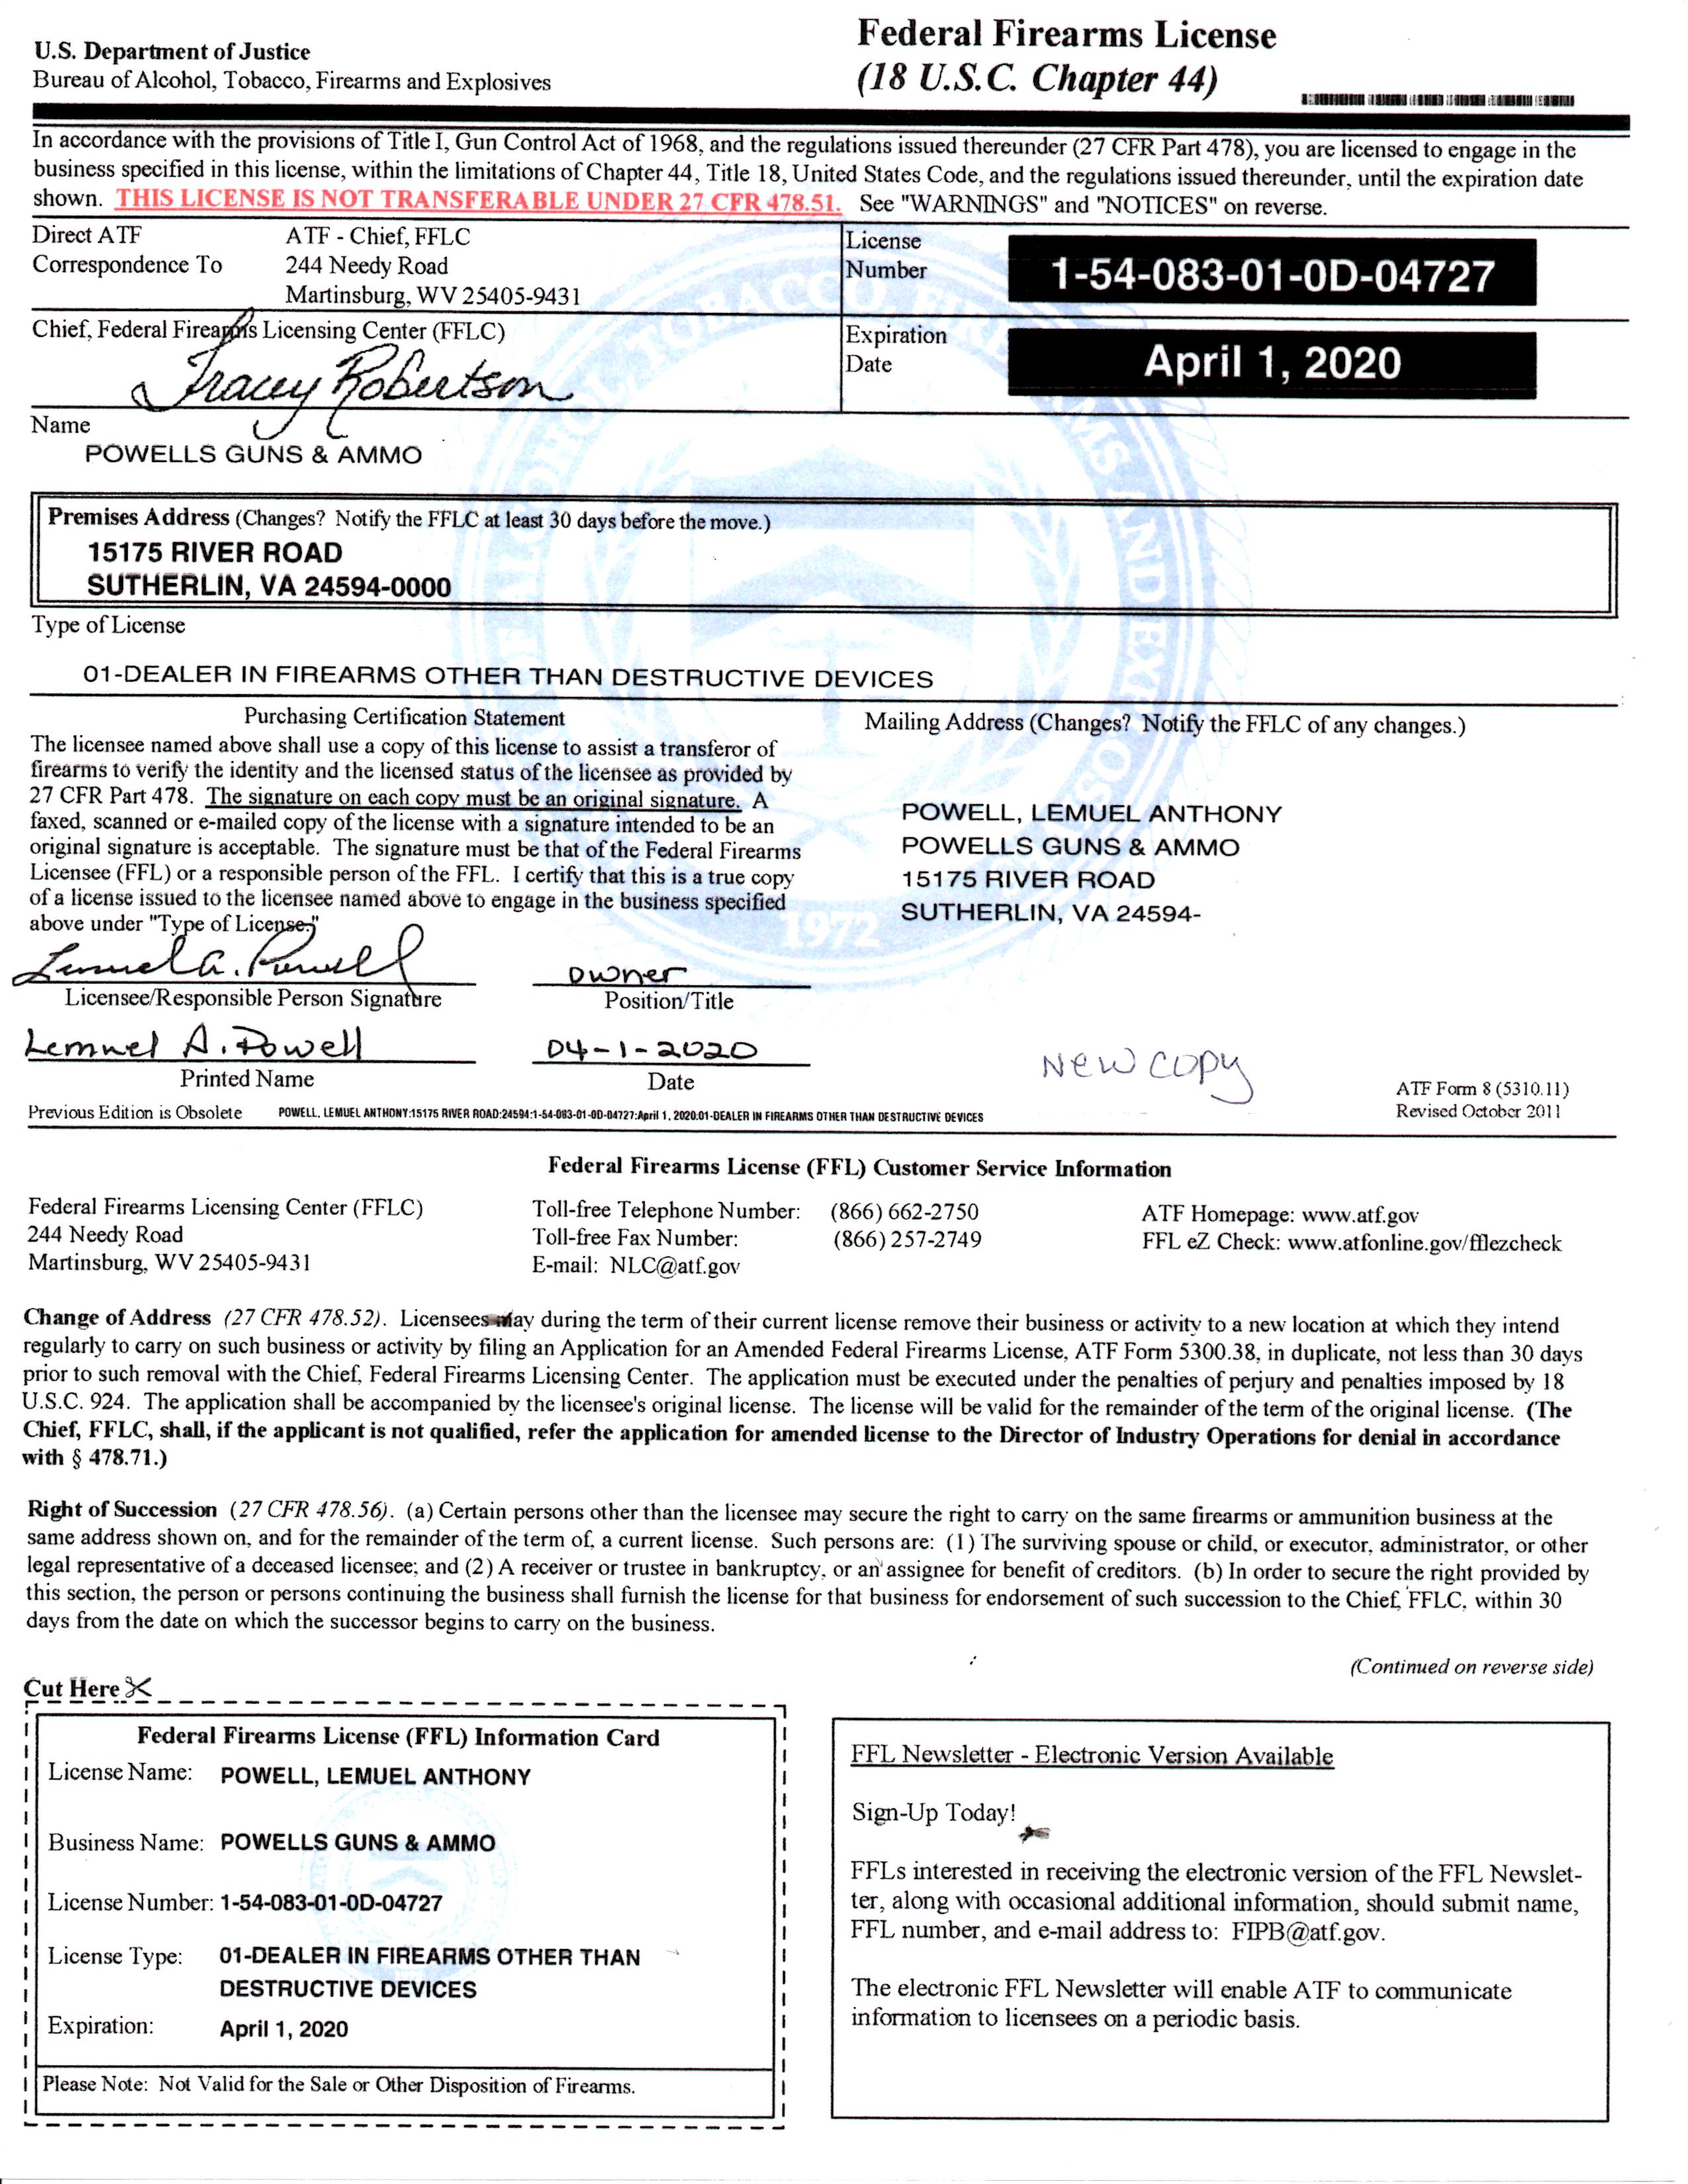 U.S. Department of Justice
Bureau of Alcohol, Tobacco, Firearms and Explosives
Federal Firearms License
(18 U.S.C. Chapter 44)
In accordance with the provisions of Title I, Gun Control Act of 1968, and the regulations issued thereunder (27 CFR Part 478), you are licensed to engage in the
business specified in this license, within the limitations of Chapter 44, Title 18, United States Code, and the regulations issued thereunder, until the expiration date
shown. THIS LICENSE IS NOT TRANSFERABLE UNDER 27 CFR 478.51. See "WARNINGS" and "NOTICES" on reverse.
Direct ATF
Correspondence To
ATF - Chief, FFLC
244 Needy Road
Martinsburg, WV 25405-9431
License
Number
1-54-083-01-0D-04727
Chief, Federal Firearms Licensing Center (FFLC)
Tracey Robertson
Expiration
Date
April 1, 2020
Name
POWELLS GUNS & AMMO
Premises Address (Changes? Notify the FFLC at least 30 days before the move.)
15175 RIVER ROAD
SUTHERLIN, VA 24594-0000
Type of License
01-DEALER IN FIREARMS OTHER THAN DESTRUCTIVE DEVICES
Purchasing Certification Statement
The licensee named above shall use a copy of this license to assist a transferor of
firearms to verify the identity and the licensed status of the licensee as provided by
27 CFR Part 478. The signature on each copy must be an original signature. A
faxed, scanned or e-mailed copy of the license with a signature intended to be an
original signature is acceptable. The signature must be that of the Federal Firearms
Licensee (FFL) or a responsible person of the FFL. I certify that this is a true copy
of a license issued to the licensee named above to engage in the business specified
above under "Type of License."
Mailing Address (Changes? Notify the FFLC of any changes.)
POWELL, LEMUEL ANTHONY
POWELLS GUNS & AMMO
15175 RIVER ROAD
SUTHERLIN, VA 24594-
1972
Lemuel A. Powell
owner
Licensee/Responsible Person Signature
Position/Title
Lemuel A. Powell
04-1-2020
Printed Name
Date
New copy
ATF Form 8 (5310.11)
Revised October 2011
Previous Edition is Obsolete
POWELL, LEMUEL ANTHONY:15175 RIVER ROAD:24594:1-54-083-01-0D-04727:April 1, 2020:01-DEALER IN FIREARMS OTHER THAN DESTRUCTIVE DEVICES
Federal Firearms License (FFL) Customer Service Information
Federal Firearms Licensing Center (FFLC)
244 Needy Road
Martinsburg, WV 25405-9431
Toll-free Telephone Number: (866) 662-2750
Toll-free Fax Number: (866) 257-2749
E-mail: NLC@atf.gov
ATF Homepage: www.atf.gov
FFL eZ Check: www.atfonline.gov/fflezcheck
Change of Address (27 CFR 478.52). Licensees may during the term of their current license remove their business or activity to a new location at which they intend
regularly to carry on such business or activity by filing an Application for an Amended Federal Firearms License, ATF Form 5300.38, in duplicate, not less than 30 days
prior to such removal with the Chief, Federal Firearms Licensing Center. The application must be executed under the penalties of perjury and penalties imposed by 18
U.S.C. 924. The application shall be accompanied by the licensee's original license. The license will be valid for the remainder of the term of the original license. (The
Chief, FFLC, shall, if the applicant is not qualified, refer the application for amended license to the Director of Industry Operations for denial in accordance
with § 478.71.)
Right of Succession (27 CFR 478.56). (a) Certain persons other than the licensee may secure the right to carry on the same firearms or ammunition business at the
same address shown on, and for the remainder of the term of, a current license. Such persons are: (1) The surviving spouse or child, or executor, administrator, or other
legal representative of a deceased licensee; and (2) A receiver or trustee in bankruptcy, or an assignee for benefit of creditors. (b) In order to secure the right provided by
this section, the person or persons continuing the business shall furnish the license for that business for endorsement of such succession to the Chief, FFLC, within 30
days from the date on which the successor begins to carry on the business.
(Continued on reverse side)
Cut Here
Federal Firearms License (FFL) Information Card
License Name: POWELL, LEMUEL ANTHONY
Business Name: POWELLS GUNS & AMMO
License Number: 1-54-083-01-0D-04727
License Type: 01-DEALER IN FIREARMS OTHER THAN
DESTRUCTIVE DEVICES
Expiration: April 1, 2020
Please Note: Not Valid for the Sale or Other Disposition of Firearms.
FFL Newsletter - Electronic Version Available
Sign-Up Today!
FFLs interested in receiving the electronic version of the FFL Newslet-
ter, along with occasional additional information, should submit name,
FFL number, and e-mail address to: FIPB@atf.gov.
The electronic FFL Newsletter will enable ATF to communicate
information to licensees on a periodic basis.